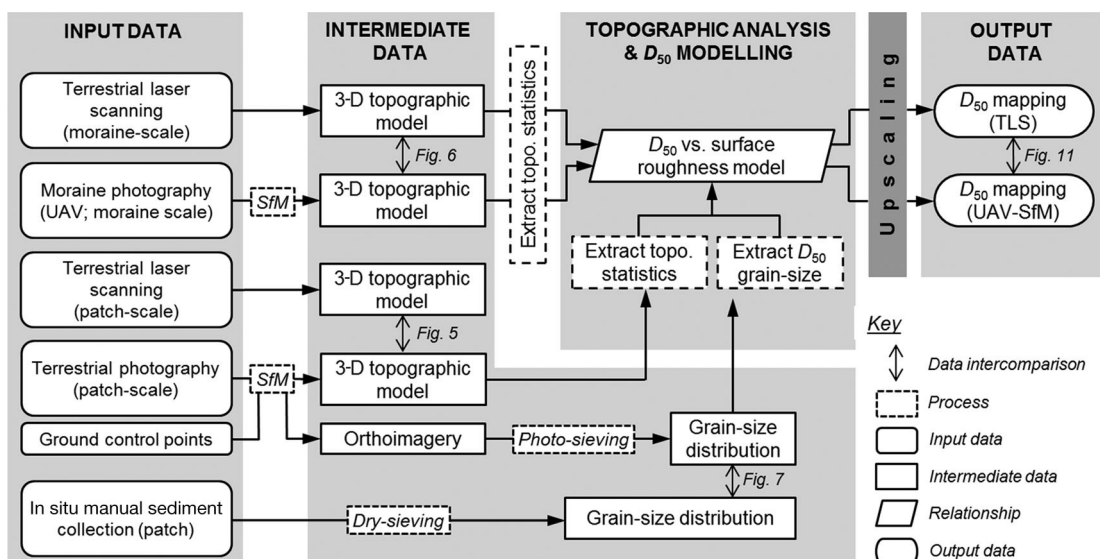 INPUT DATA
Terrestrial laser
scanning
(moraine-scale)
Moraine photography
(UAV; moraine scale)
SfM
Terrestrial laser
scanning
(patch-scale)
Terrestrial photography
(patch-scale)
SfM
Ground control points
In situ manual sediment
collection (patch)
Dry-sieving
INTERMEDIATE
DATA
3-D topographic
model
Fig. 6
3-D topographic
model
3-D topographic
model
Fig. 5
3-D topographic
model
Orthoimagery
Photo-sieving
Grain-size
distribution
Fig. 7
Grain-size distribution
Extract topo. statistics
TOPOGRAPHIC ANALYSIS
& D50 MODELLING
D50 vs. surface
roughness model
Extract topo.
statistics
Extract D50
grain-size
Upscaling
OUTPUT
DATA
D50 mapping
(TLS)
Fig. 11
D50 mapping
(UAV-SfM)
Key
Data intercomparison
Process
Input data
Intermediate data
Relationship
Output data